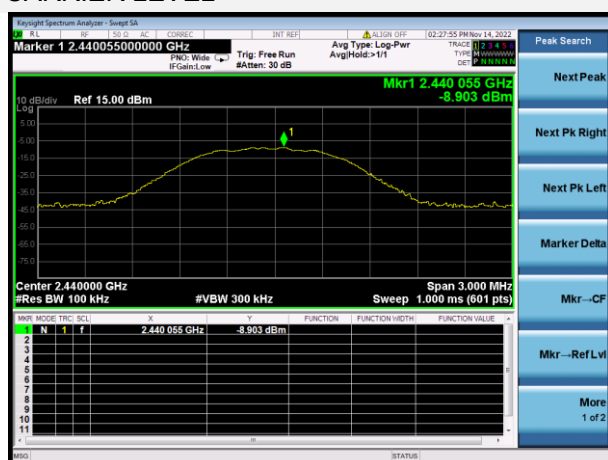 Keysight Spectrum Analyzer - Swept SA
RL RF 50 Ω AC CORREC INT REF ALIGN OFF 02:27:55 PM Nov 14, 2022
Marker 1 2.440055000000 GHz
PNO: Wide
IFGain:Low
Trig: Free Run
#Atten: 30 dB
Avg Type: Log-Pwr
Avg|Hold:>1/1
TRACE 1 2 3 4 5 6
TYPE M W W W W W
DET P N N N N N
Peak Search
Mkr1 2.440 055 GHz
-8.903 dBm
10 dB/div Ref 15.00 dBm
Log
5.00
-5.00
-15.0
-25.0
-35.0
-45.0
-55.0
-65.0
-75.0
1
Center 2.440000 GHz
Span 3.000 MHz
#Res BW 100 kHz
#VBW 300 kHz
Sweep 1.000 ms (601 pts)
MKR MODE TRC SCL X Y FUNCTION FUNCTION WIDTH FUNCTION VALUE
1 N 1 f 2.440 055 GHz -8.903 dBm
2
3
4
5
6
7
8
9
10
11
MSG
STATUS
Next Peak
Next Pk Right
Next Pk Left
Marker Delta
Mkr→CF
Mkr→Ref Lvl
More
1 of 2